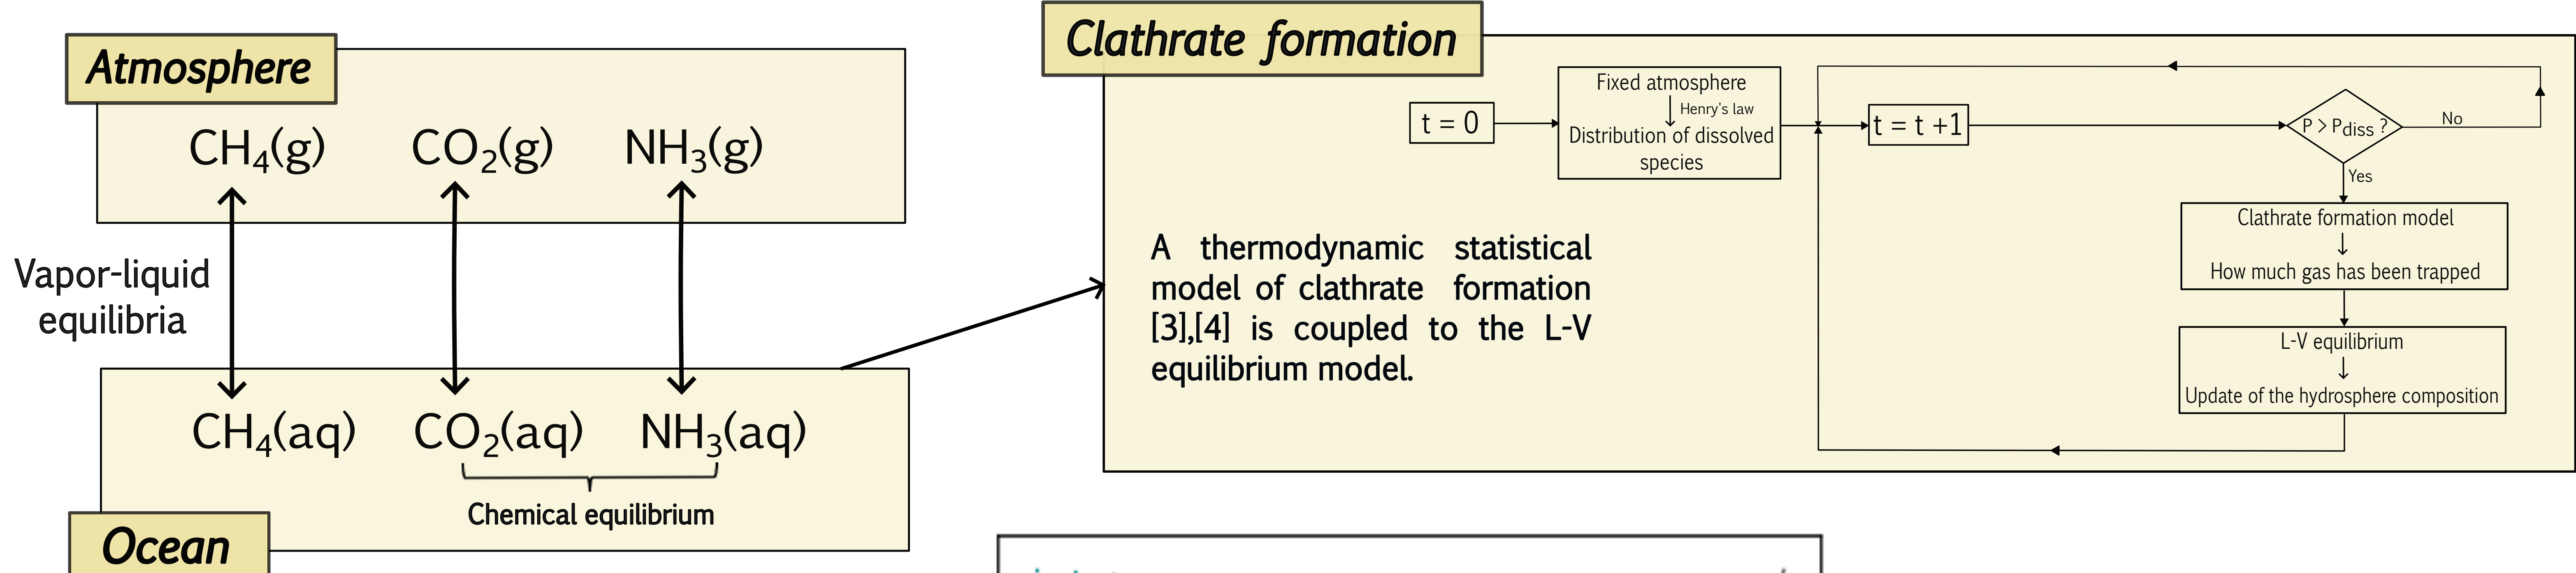 Atmosphere
CH₄(g) CO₂(g) NH₃(g)
Vapor-liquid
equilibria
CH₄(aq) CO₂(aq) NH₃(aq)
Chemical equilibrium
Ocean
Clathrate formation
t = 0
Fixed atmosphere
Henry's law
Distribution of dissolved
species
t = t +1
P > Pdiss ?
No
Yes
Clathrate formation model
How much gas has been trapped
L-V equilibrium
Update of the hydrosphere composition
A thermodynamic statistical
model of clathrate formation
[3],[4] is coupled to the L-V
equilibrium model.